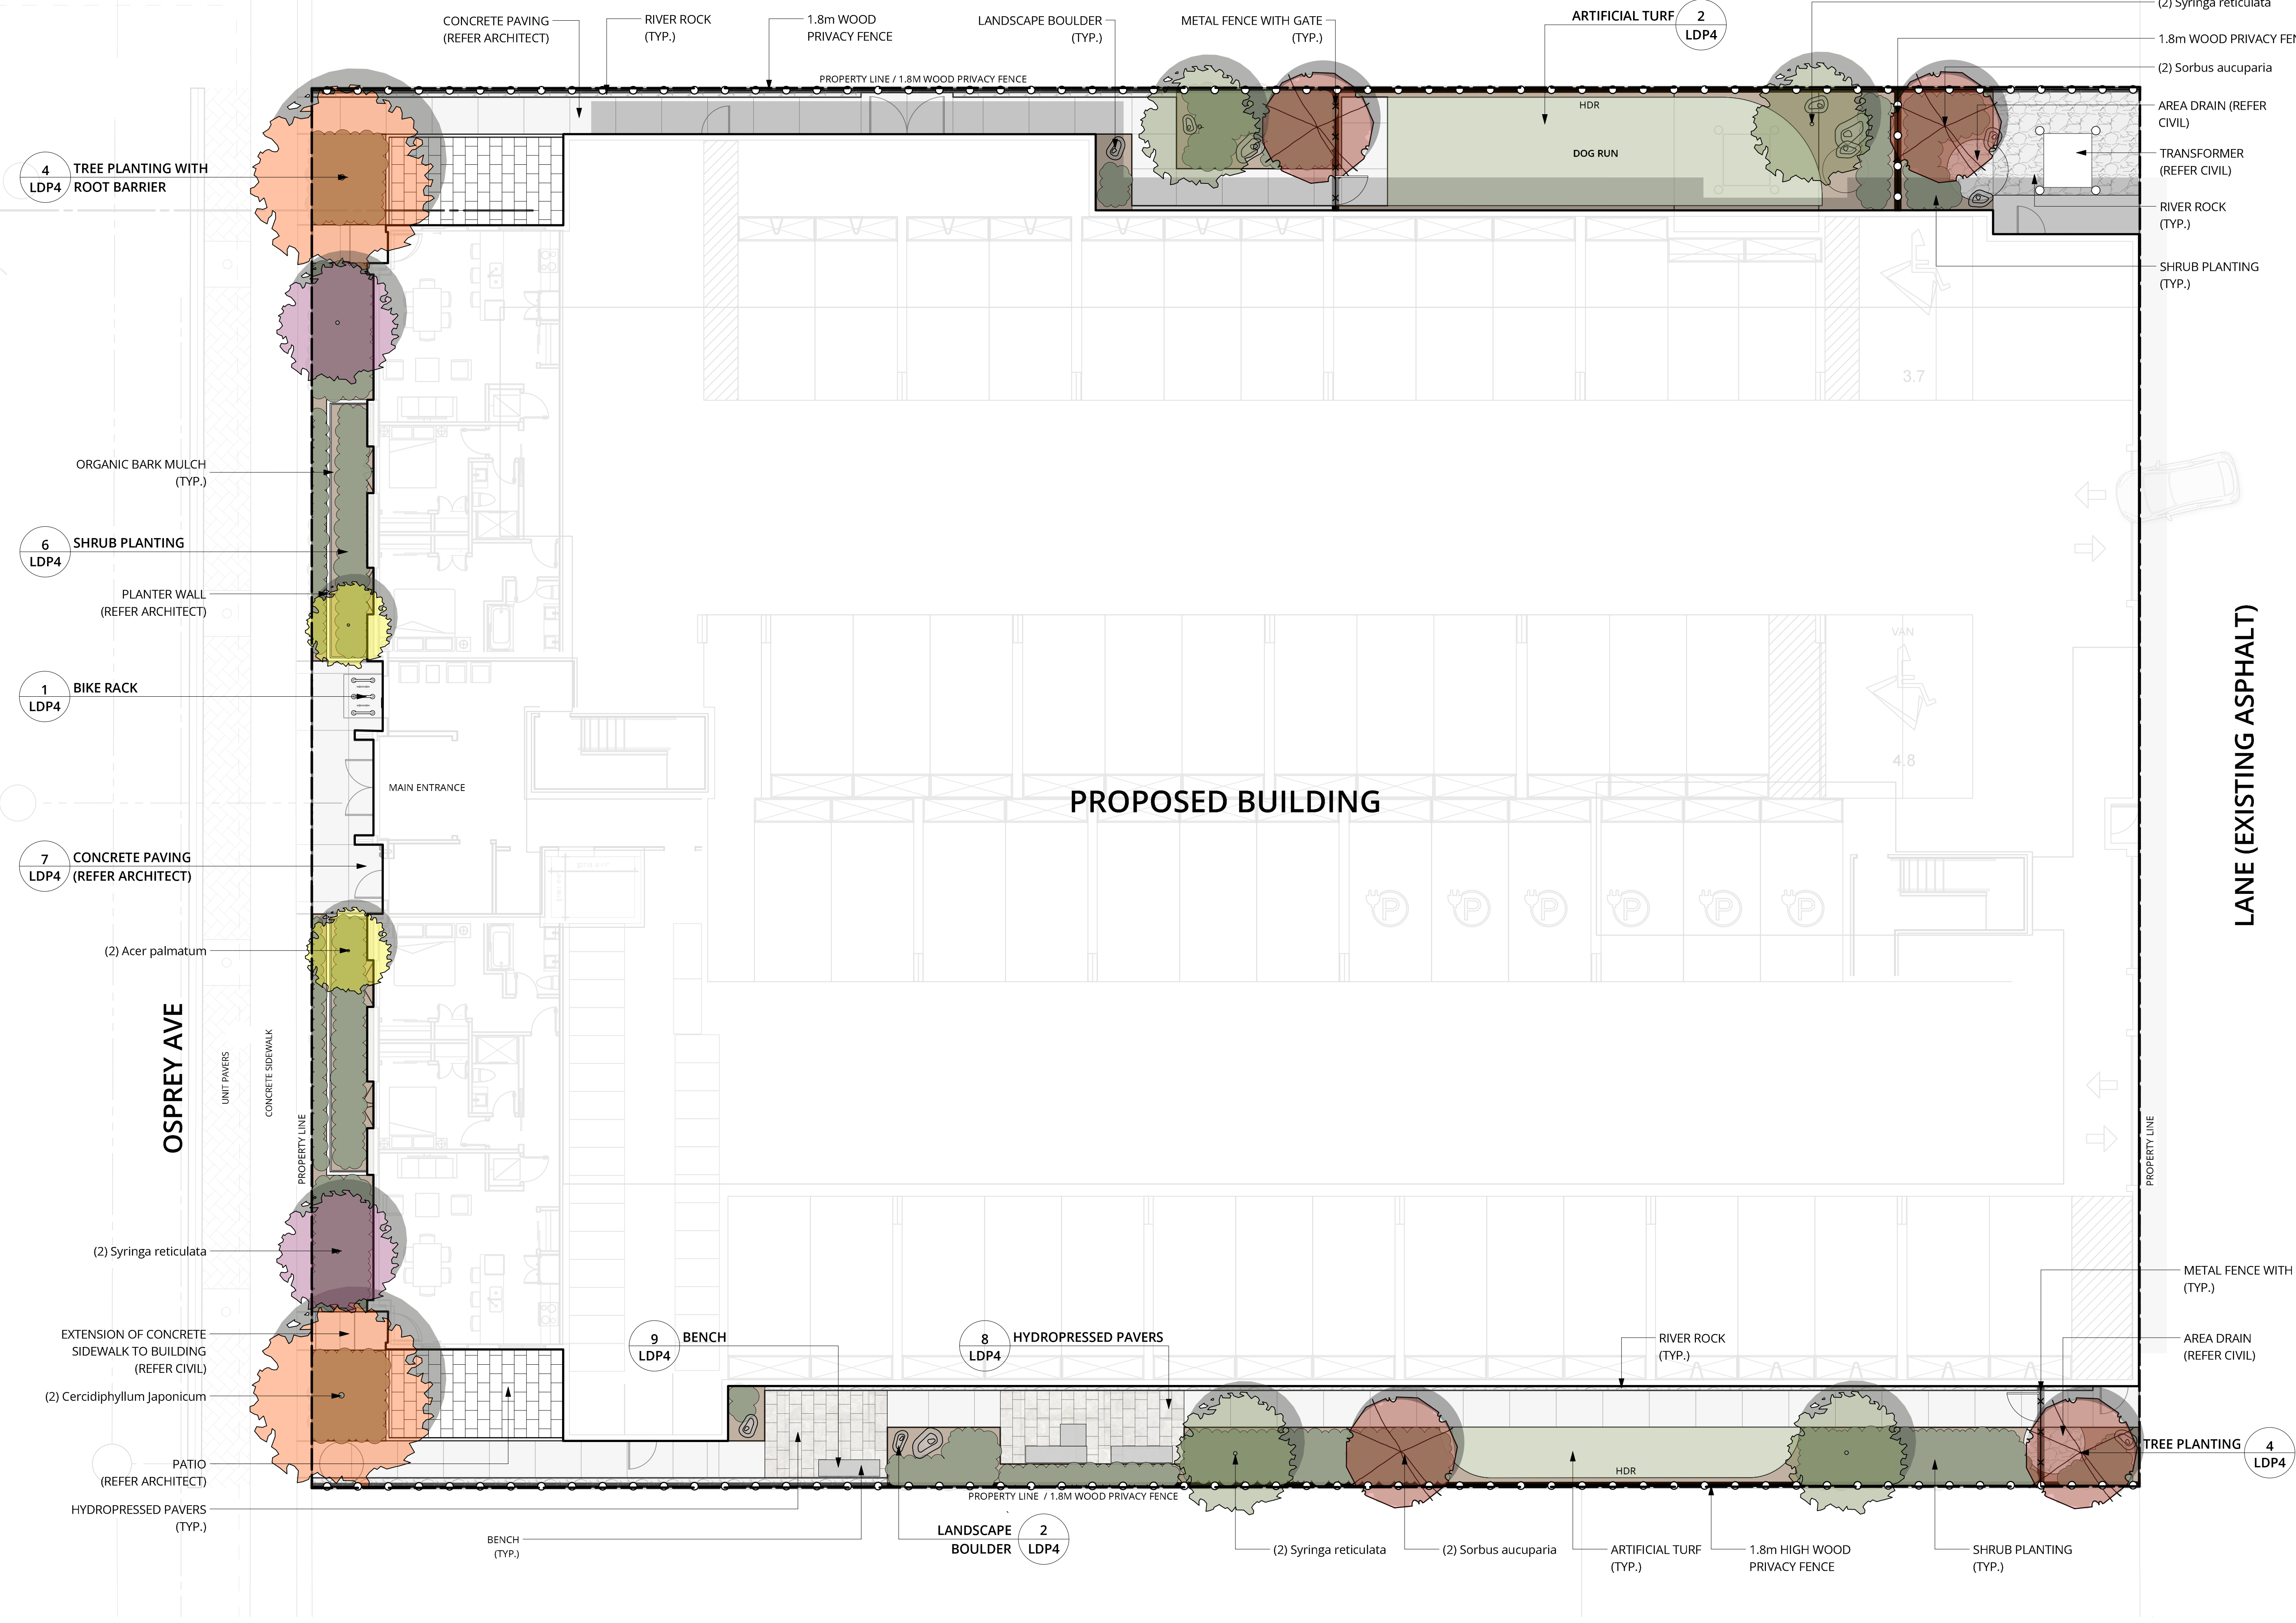 CONCRETE PAVING
(REFER ARCHITECT)
RIVER ROCK
(TYP.)
1.8m WOOD
PRIVACY FENCE
LANDSCAPE BOULDER
(TYP.)
METAL FENCE WITH GATE
(TYP.)
ARTIFICIAL TURF
2
LDP4
(2) Syringa reticulata
1.8m WOOD PRIVACY FEN
(2) Sorbus aucuparia
AREA DRAIN (REFER
CIVIL)
TRANSFORMER
(REFER CIVIL)
RIVER ROCK
(TYP.)
SHRUB PLANTING
(TYP.)
PROPERTY LINE / 1.8M WOOD PRIVACY FENCE
HDR
DOG RUN
4
LDP4
TREE PLANTING WITH
ROOT BARRIER
3.7
ORGANIC BARK MULCH
(TYP.)
6
LDP4
SHRUB PLANTING
PLANTER WALL
(REFER ARCHITECT)
VAN
1
LDP4
BIKE RACK
4.8
MAIN ENTRANCE
PROPOSED BUILDING
LANE (EXISTING ASPHALT)
7
LDP4
CONCRETE PAVING
(REFER ARCHITECT)
P
P
P
P
P
P
(2) Acer palmatum
OSPREY AVE
UNIT PAVERS
CONCRETE SIDEWALK
PROPERTY LINE
PROPERTY LINE
(2) Syringa reticulata
METAL FENCE WITH
(TYP.)
EXTENSION OF CONCRETE
SIDEWALK TO BUILDING
(REFER CIVIL)
9
LDP4
BENCH
8
LDP4
HYDROPRESSED PAVERS
RIVER ROCK
(TYP.)
AREA DRAIN
(REFER CIVIL)
(2) Cercidiphyllum Japonicum
TREE PLANTING
4
LDP4
PATIO
(REFER ARCHITECT)
HDR
PROPERTY LINE / 1.8M WOOD PRIVACY FENCE
HYDROPRESSED PAVERS
(TYP.)
BENCH
(TYP.)
LANDSCAPE
BOULDER
2
LDP4
(2) Syringa reticulata
(2) Sorbus aucuparia
ARTIFICIAL TURF
(TYP.)
1.8m HIGH WOOD
PRIVACY FENCE
SHRUB PLANTING
(TYP.)